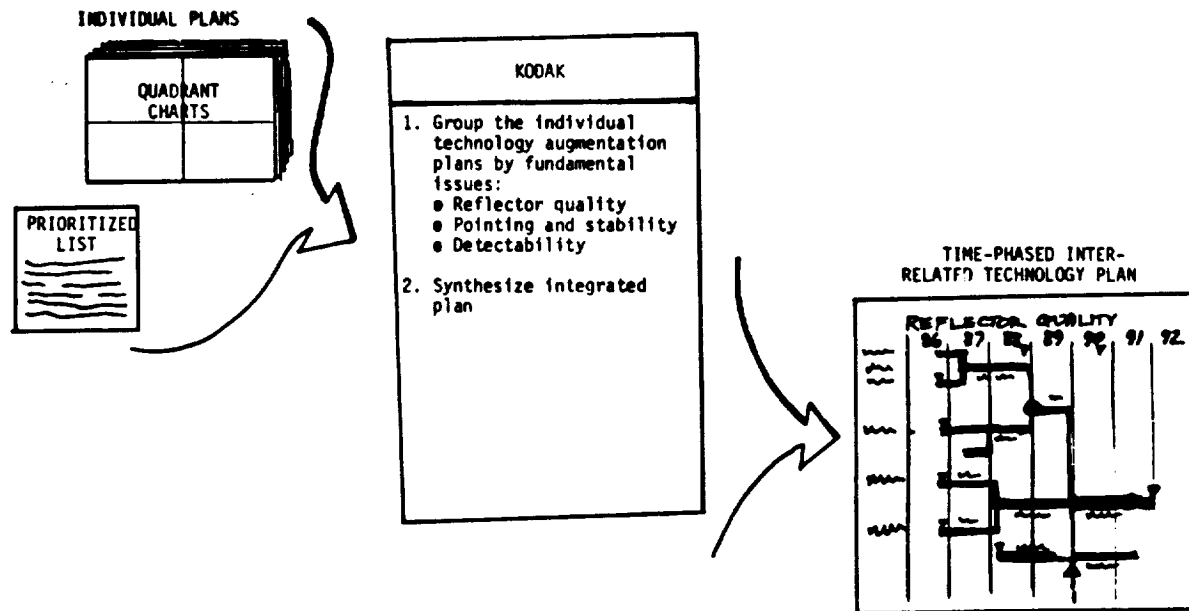 INDIVIDUAL PLANS
QUADRANT
CHARTS
PRIORITIZED
LIST
KODAK
1. Group the individual
technology augmentation
plans by fundamental
issues:
● Reflector quality
● Pointing and stability
● Detectability
2. Synthesize integrated
plan
TIME-PHASED INTER-
RELATED TECHNOLOGY PLAN
REFLECTOR QUALITY
86 87 88 89 90 91 92